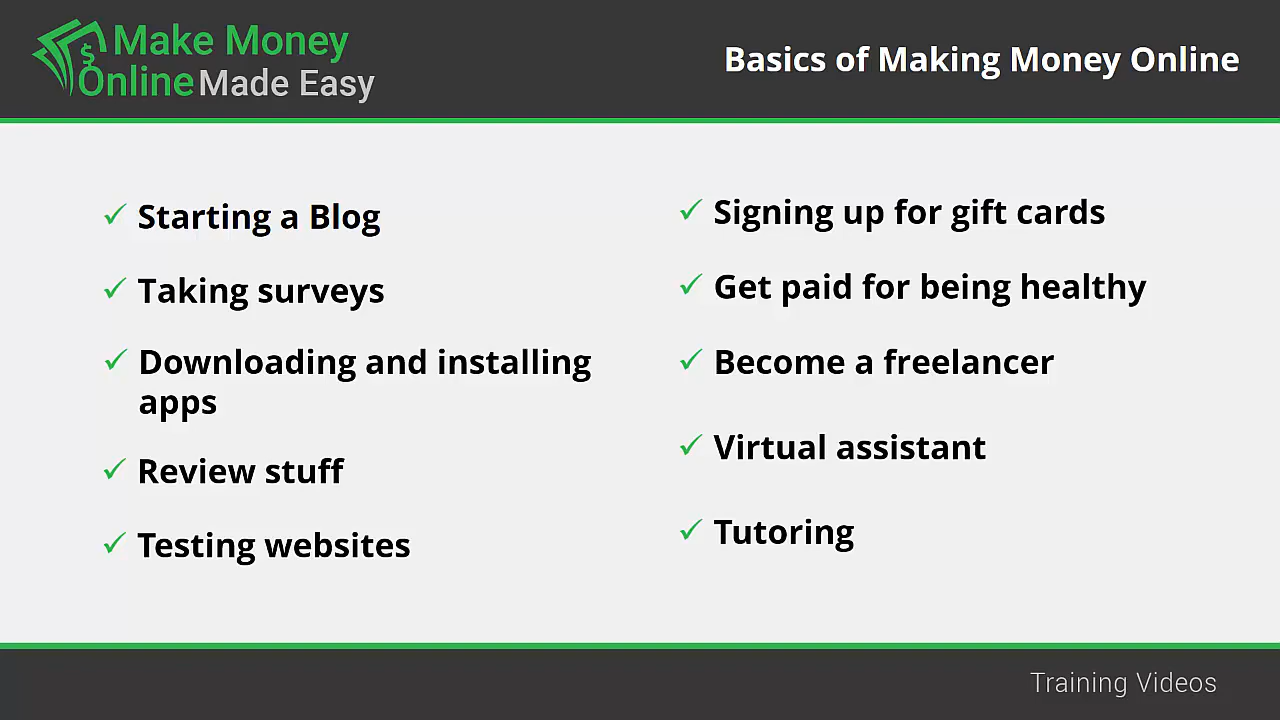 Make Money
Online Made Easy
Basics of Making Money Online
Starting a Blog
Taking surveys
Downloading and installing
apps
Review stuff
Testing websites
Signing up for gift cards
Get paid for being healthy
Become a freelancer
Virtual assistant
Tutoring
Training Videos